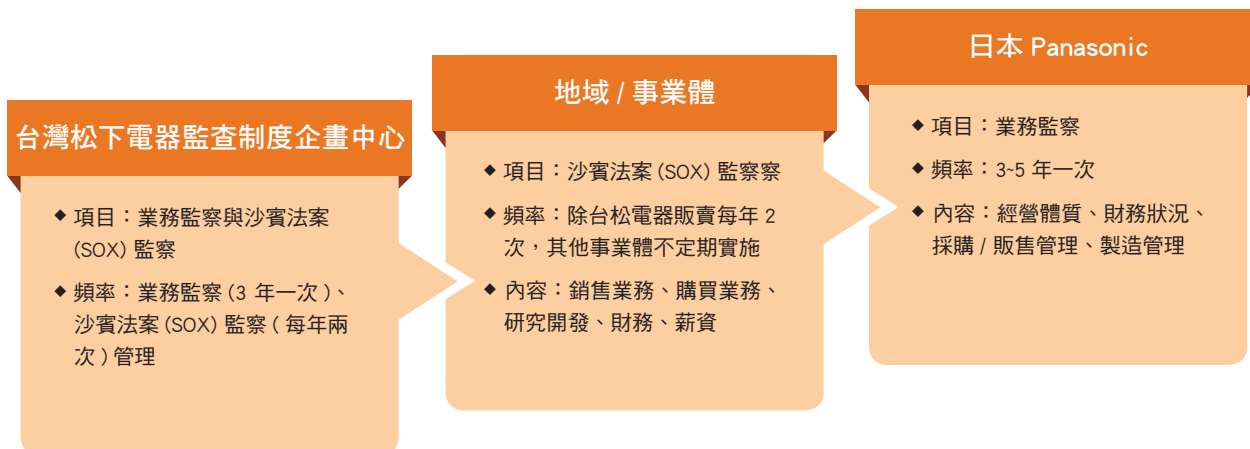 台灣松下電器監查制度企畫中心
◆ 項目：業務監察與沙賓法案
(SOX) 監察
◆ 頻率：業務監察 (3 年一次 )、
沙賓法案 (SOX) 監察 ( 每年兩
次 ) 管理
地域 / 事業體
◆ 項目：沙賓法案 (SOX) 監察察
◆ 頻率：除台松電器販賣每年 2
次，其他事業體不定期實施
◆ 內容：銷售業務、購買業務、
研究開發、財務、薪資
日本 Panasonic
◆ 項目：業務監察
◆ 頻率：3~5 年一次
◆ 內容：經營體質、財務狀況、
採購 / 販售管理、製造管理